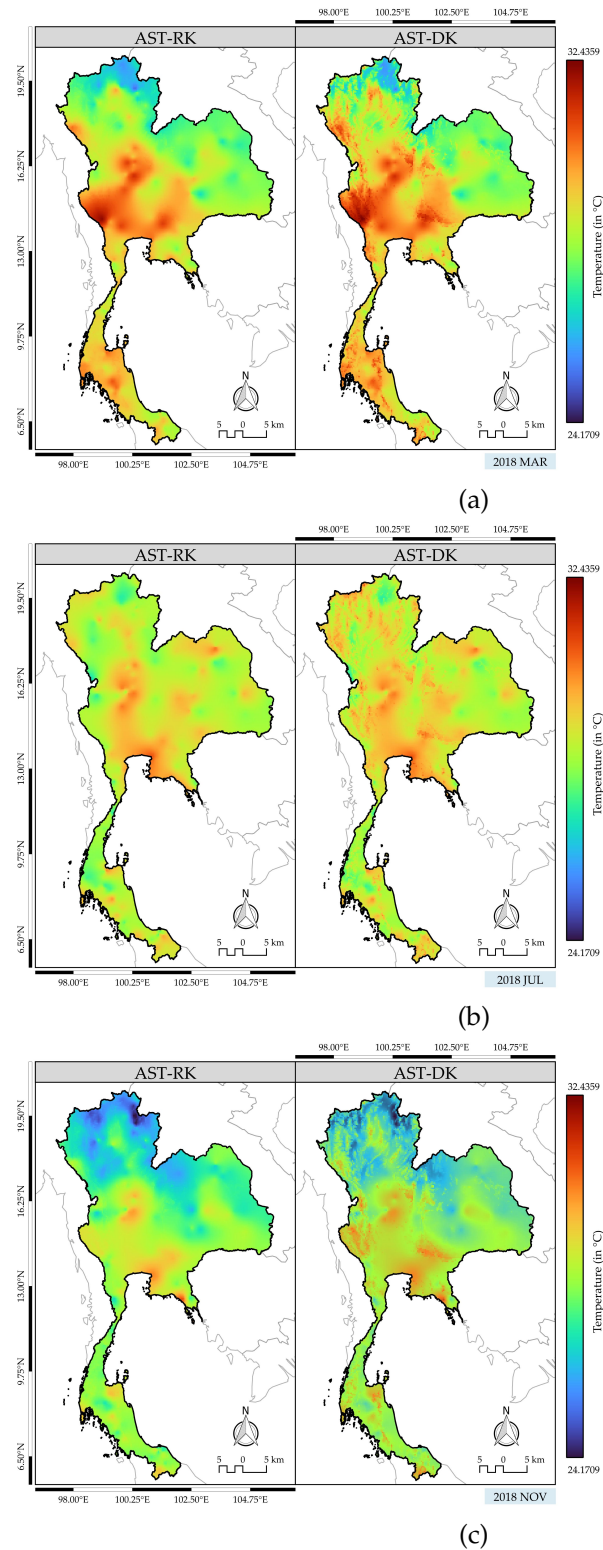 98.00°E 100.25°E 102.50°E 104.75°E
AST-RK AST-DK
32.4359
19.50°N
16.25°N
13.00°N
9.75°N
6.50°N
Temperature (in °C)
N N
5 0 5 km 5 0 5 km
24.1709
98.00°E 100.25°E 102.50°E 104.75°E
2018 MAR
(a)
98.00°E 100.25°E 102.50°E 104.75°E
AST-RK AST-DK
32.4359
19.50°N
16.25°N
13.00°N
9.75°N
6.50°N
Temperature (in °C)
N N
5 0 5 km 5 0 5 km
24.1709
98.00°E 100.25°E 102.50°E 104.75°E
2018 JUL
(b)
98.00°E 100.25°E 102.50°E 104.75°E
AST-RK AST-DK
32.4359
19.50°N
16.25°N
13.00°N
9.75°N
6.50°N
Temperature (in °C)
N N
5 0 5 km 5 0 5 km
24.1709
98.00°E 100.25°E 102.50°E 104.75°E
2018 NOV
(c)